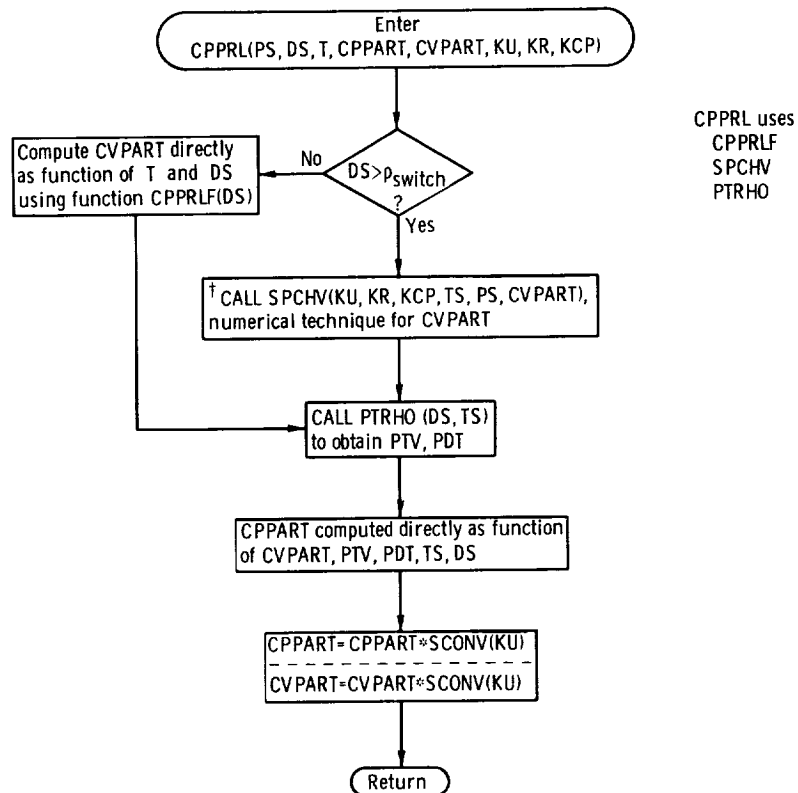 Enter
CPPRL(PS, DS, T, CPPART, CVPART, KU, KR, KCP)
CPPRL uses
CPPRLF
SPCHV
PTRHO
Compute CVPART directly
as function of T and DS
using function CPPRLF(DS)
No
DS>ρswitch
?
Yes
† CALL SPCHV(KU, KR, KCP, TS, PS, CVPART),
numerical technique for CVPART
CALL PTRHO (DS, TS)
to obtain PTV, PDT
CPPART computed directly as function
of CVPART, PTV, PDT, TS, DS
CPPART= CPPART*SCONV(KU)
CVPART=CVPART*SCONV(KU)
Return